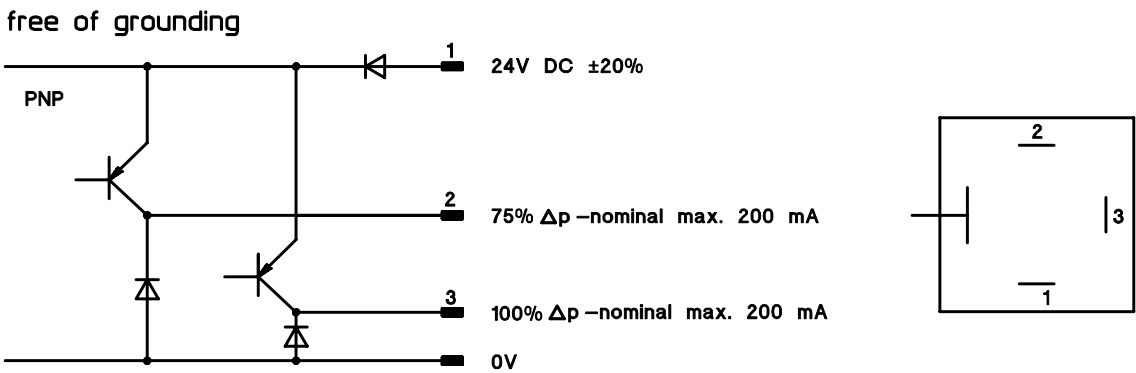 free of grounding
1
24V DC ±20%
PNP
2
75% Δp –nominal max. 200 mA
3
100% Δp –nominal max. 200 mA
0V
2
3
1